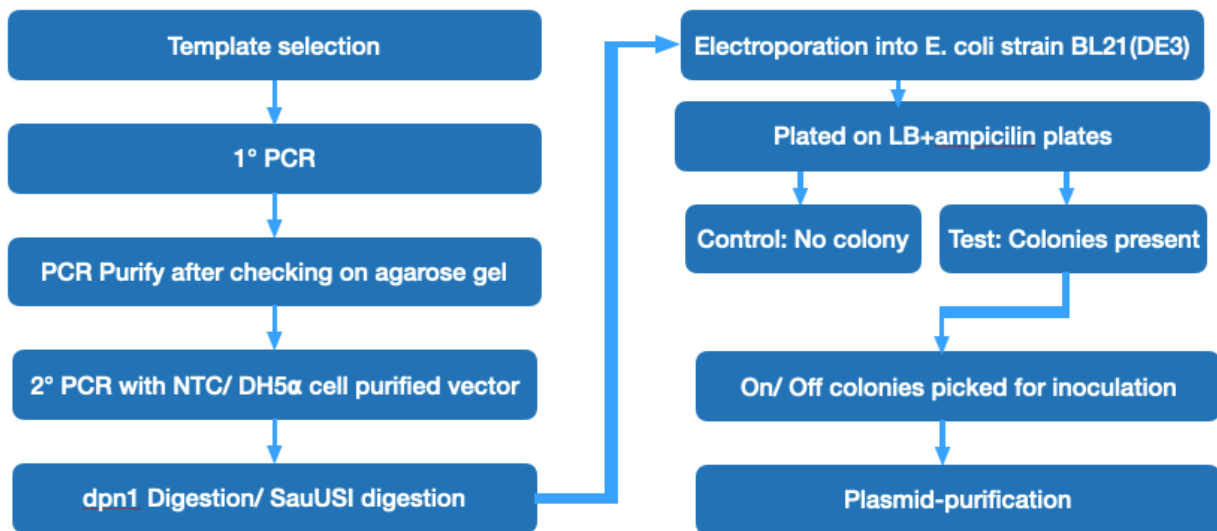 Template selection
1° PCR
PCR Purify after checking on agarose gel
2° PCR with NTC/ DH5α cell purified vector
dpn1 Digestion/ SauUSI digestion
Electroporation into E. coli strain BL21(DE3)
Plated on LB+ampicilin plates
Control: No colony
Test: Colonies present
On/ Off colonies picked for inoculation
Plasmid-purification